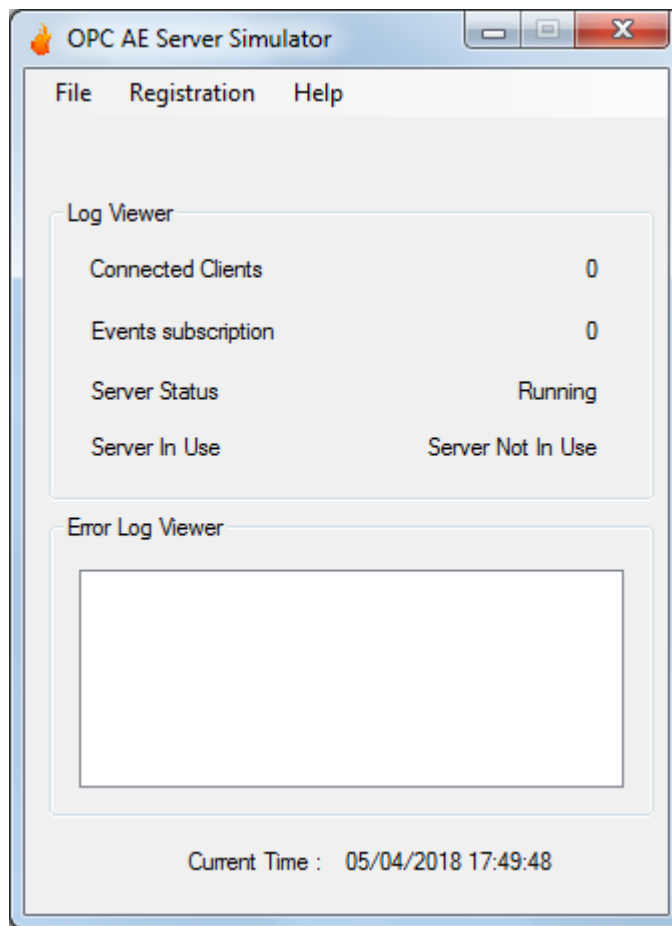 OPC AE Server Simulator
File Registration Help
Log Viewer
Connected Clients 0
Events subscription 0
Server Status Running
Server In Use Server Not In Use
Error Log Viewer
Current Time : 05/04/2018 17:49:48